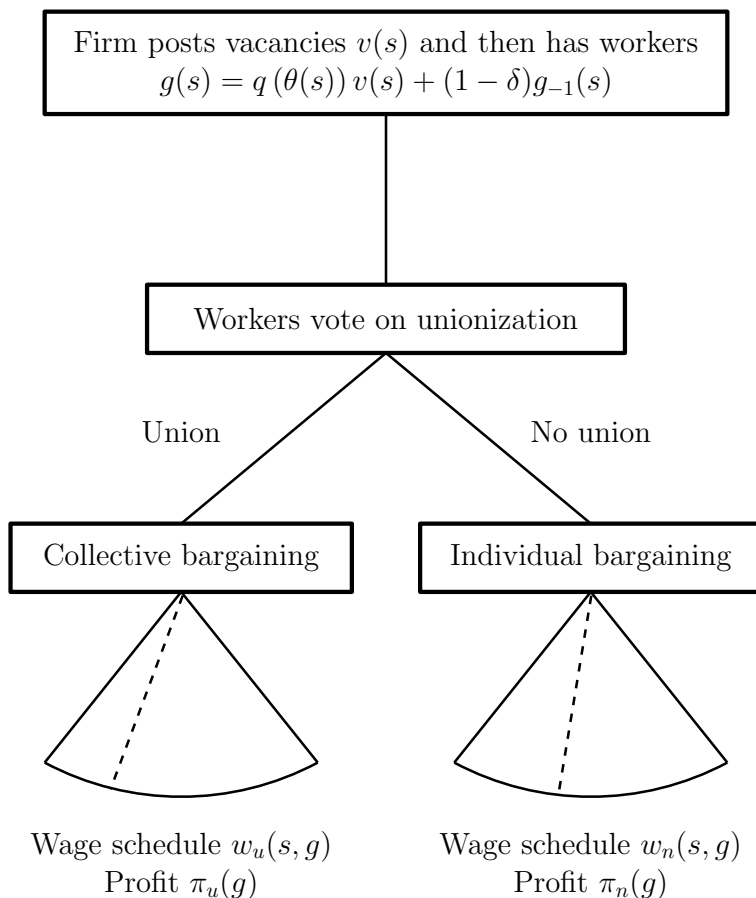 Firm posts vacancies v(s) and then has workers
g(s) = q (θ(s)) v(s) + (1 − δ)g₋₁(s)
Workers vote on unionization
Union
No union
Collective bargaining
Individual bargaining
Wage schedule wᵤ(s, g)
Profit πᵤ(g)
Wage schedule wₙ(s, g)
Profit πₙ(g)